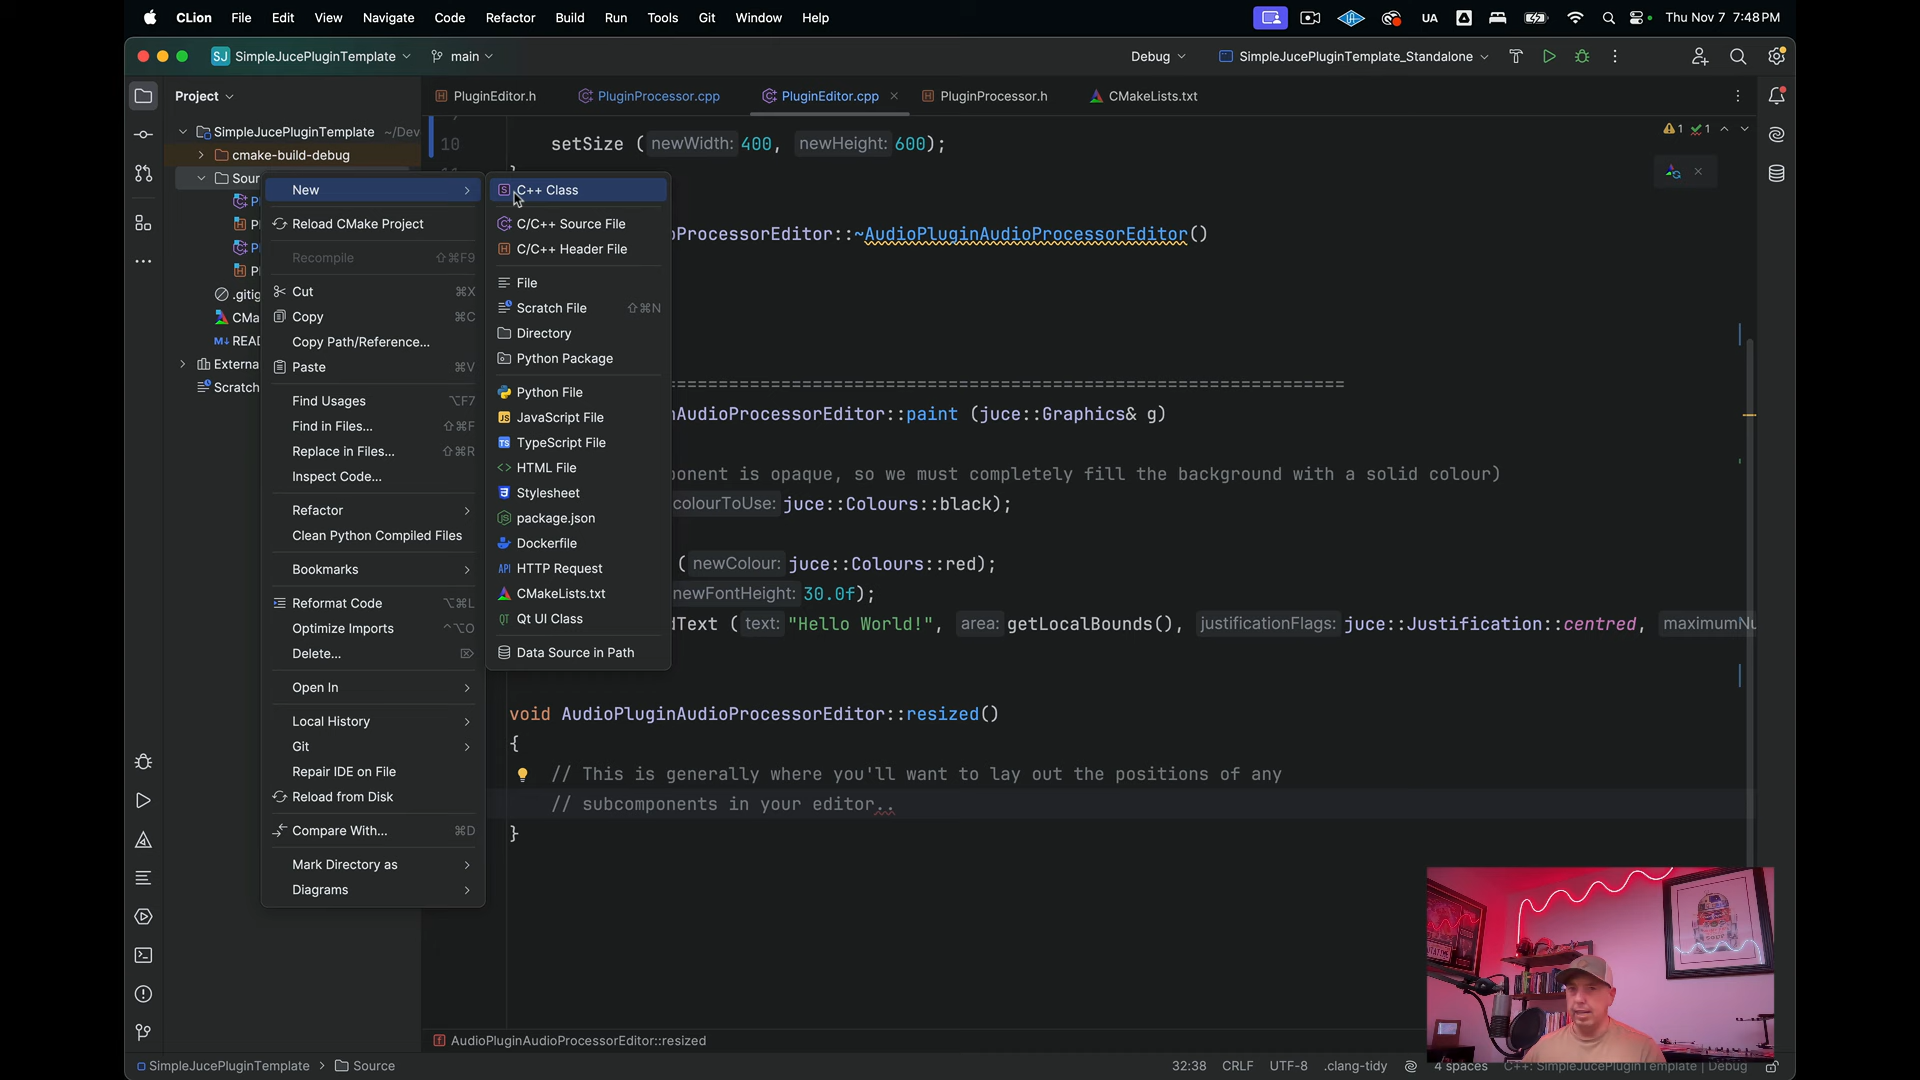 CLion File Edit View Navigate Code Refactor Build Run Tools Git Window Help UA Thu Nov 7 7:48 PM
SJ SimpleJucePluginTemplate main Debug SimpleJucePluginTemplate_Standalone
Project PluginEditor.h PluginProcessor.cpp PluginEditor.cpp PluginProcessor.h CMakeLists.txt
SimpleJucePluginTemplate ~/Dev
cmake-build-debug
Sour
.gitig
CMa
M↓ READ
Externa
Scratch
New
Reload CMake Project
Recompile ⇧⌘F9
Cut ⌘X
Copy ⌘C
Copy Path/Reference...
Paste ⌘V
Find Usages ⌥F7
Find in Files... ⇧⌘F
Replace in Files... ⇧⌘R
Inspect Code...
Refactor
Clean Python Compiled Files
Bookmarks
Reformat Code ⌥⌘L
Optimize Imports ^⌥O
Delete... ⌦
Open In
Local History
Git
Repair IDE on File
Reload from Disk
Compare With... ⌘D
Mark Directory as
Diagrams
C++ Class
C/C++ Source File
C/C++ Header File
File
Scratch File ⇧⌘N
Directory
Python Package
Python File
JavaScript File
TypeScript File
HTML File
Stylesheet
package.json
Dockerfile
HTTP Request
CMakeLists.txt
Qt UI Class
Data Source in Path
10 setSize ( newWidth: 400, newHeight: 600);
1 1
oProcessorEditor::~AudioPluginAudioProcessorEditor()
================================================================
nAudioProcessorEditor::paint (juce::Graphics& g)
ponent is opaque, so we must completely fill the background with a solid colour)
colourToUse: juce::Colours::black);
( newColour: juce::Colours::red);
newFontHeight: 30.0f);
dText ( text: "Hello World!", area: getLocalBounds(), justificationFlags: juce::Justification::centred, maximumNu
void AudioPluginAudioProcessorEditor::resized()
{
// This is generally where you'll want to lay out the positions of any
// subcomponents in your editor..
}
AudioPluginAudioProcessorEditor::resized
SimpleJucePluginTemplate > Source 32:38 CRLF UTF-8 .clang-tidy 4 spaces C++: SimpleJucePluginTemplate | Debug